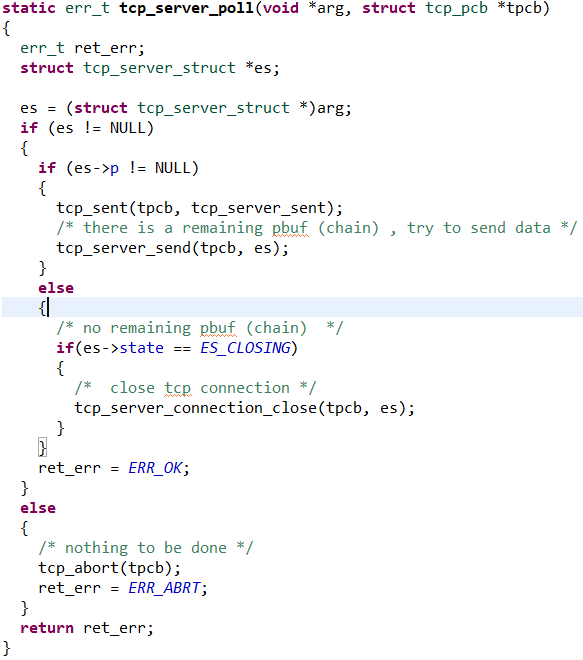 static err_t tcp_server_poll(void *arg, struct tcp_pcb *tpcb)
{
  err_t ret_err;
  struct tcp_server_struct *es;

  es = (struct tcp_server_struct *)arg;
  if (es != NULL)
  {
    if (es->p != NULL)
    {
      tcp_sent(tpcb, tcp_server_sent);
      /* there is a remaining pbuf (chain) , try to send data */
      tcp_server_send(tpcb, es);
    }
    else
    {
      /* no remaining pbuf (chain)  */
      if(es->state == ES_CLOSING)
      {
        /*  close tcp connection */
        tcp_server_connection_close(tpcb, es);
      }
    }
    ret_err = ERR_OK;
  }
  else
  {
    /* nothing to be done */
    tcp_abort(tpcb);
    ret_err = ERR_ABRT;
  }
  return ret_err;
}